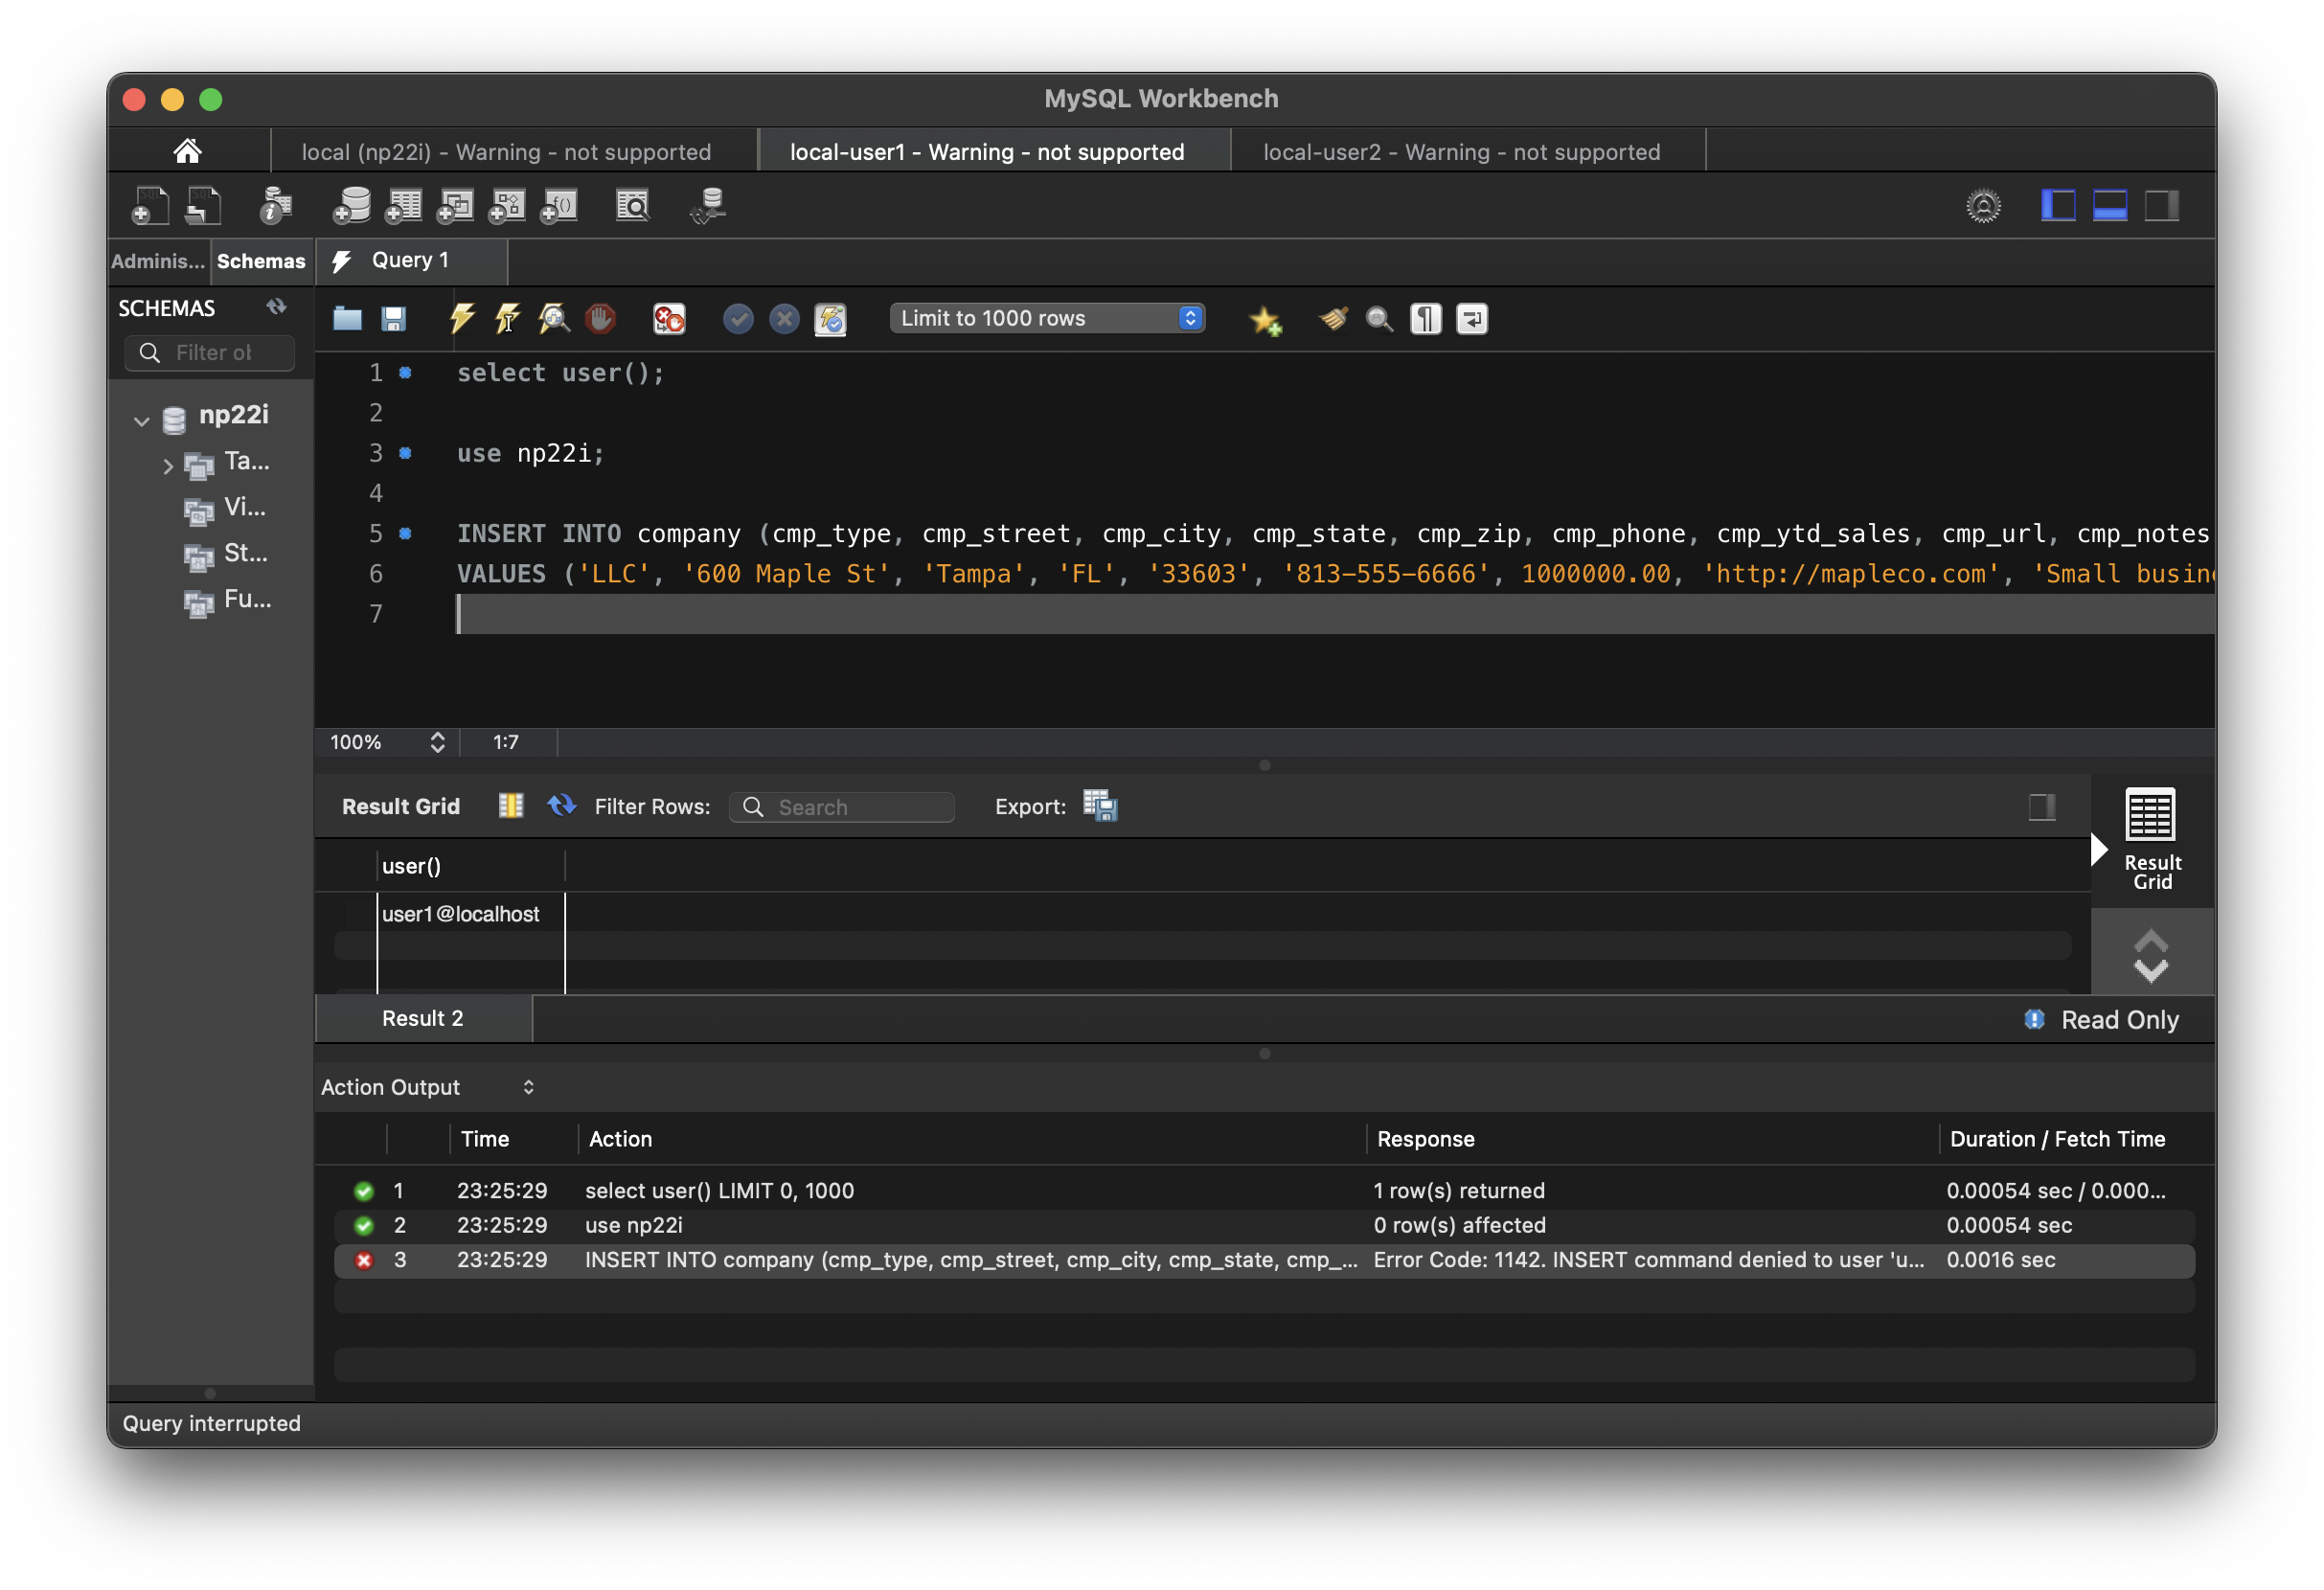 MySQL Workbench
local (np22i) - Warning - not supported
local-user1 - Warning - not supported
local-user2 - Warning - not supported
Adminis...
Schemas
Query 1
SCHEMAS
Filter ol
Limit to 1000 rows
np22i
Ta...
Vi...
St...
Fu...
1 select user();
2
3 use np22i;
4
5 INSERT INTO company (cmp_type, cmp_street, cmp_city, cmp_state, cmp_zip, cmp_phone, cmp_ytd_sales, cmp_url, cmp_notes
6 VALUES ('LLC', '600 Maple St', 'Tampa', 'FL', '33603', '813-555-6666', 1000000.00, 'http://mapleco.com', 'Small busin
7
100% 1:7
Result Grid Filter Rows: Search Export:
Result
Grid
user()
user1@localhost
Result 2
Read Only
Action Output
Time Action Response Duration / Fetch Time
1 23:25:29 select user() LIMIT 0, 1000 1 row(s) returned 0.00054 sec / 0.000...
2 23:25:29 use np22i 0 row(s) affected 0.00054 sec
3 23:25:29 INSERT INTO company (cmp_type, cmp_street, cmp_city, cmp_state, cmp_... Error Code: 1142. INSERT command denied to user 'u... 0.0016 sec
Query interrupted